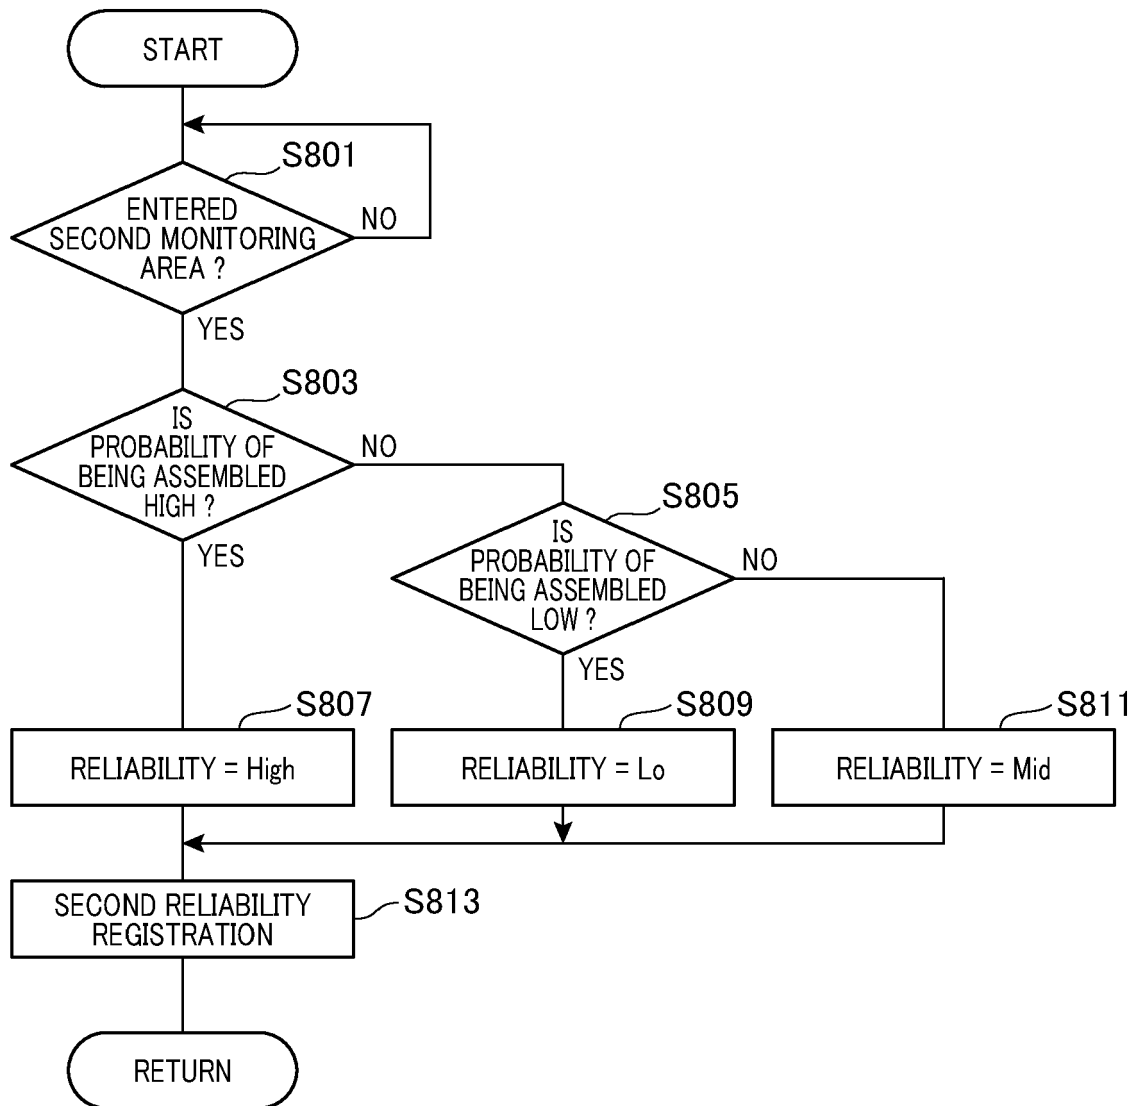 START
S801
ENTERED
SECOND MONITORING
AREA ?
NO
YES
S803
IS
PROBABILITY OF
BEING ASSEMBLED
HIGH ?
NO
YES
S805
IS
PROBABILITY OF
BEING ASSEMBLED
LOW ?
NO
YES
S807
RELIABILITY = High
S809
RELIABILITY = Lo
S811
RELIABILITY = Mid
SECOND RELIABILITY
REGISTRATION
S813
RETURN